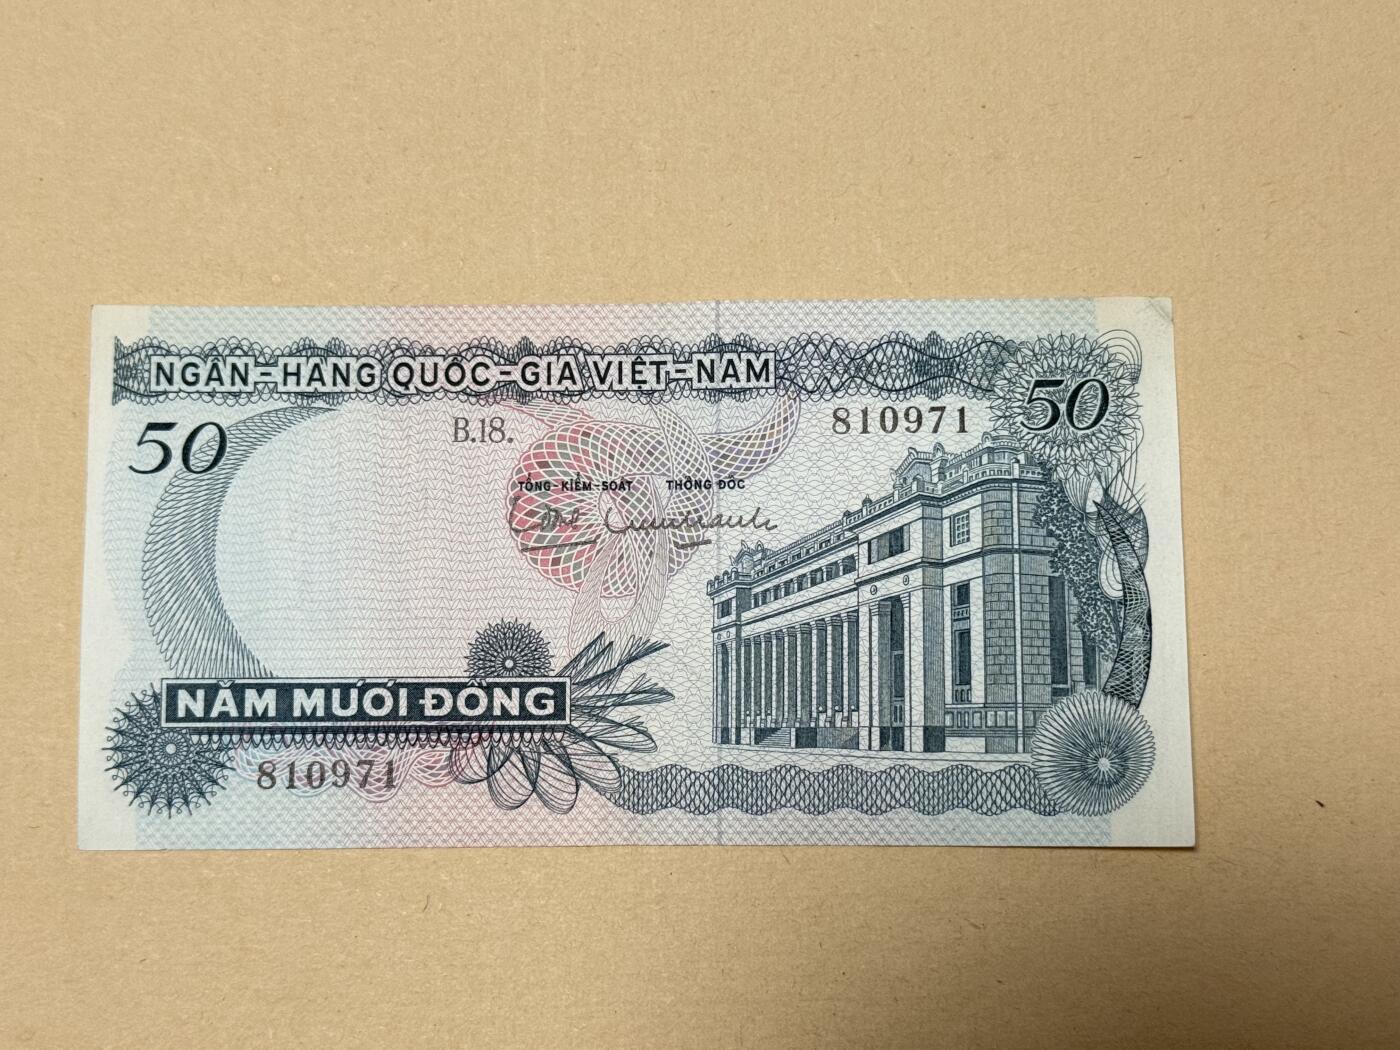 NGÂN-HÀNG QUỐC-GIA VIỆT-NAM
50
B.18.
810971
50
TỔNG-KIỂM-SOÁT THỐNG ĐỐC
NĂM MƯƠI ĐỒNG
810971